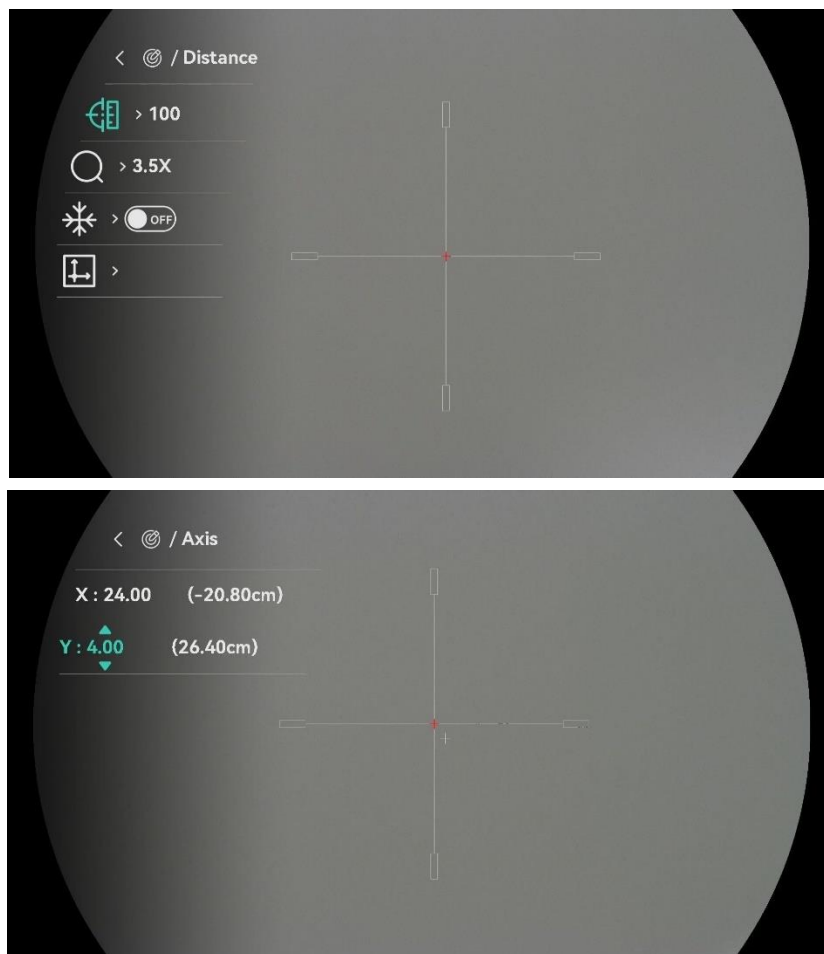 / Distance
> 100
> 3.5X
> OFF
>
/ Axis
X : 24.00 (-20.80cm)
Y : 4.00 (26.40cm)